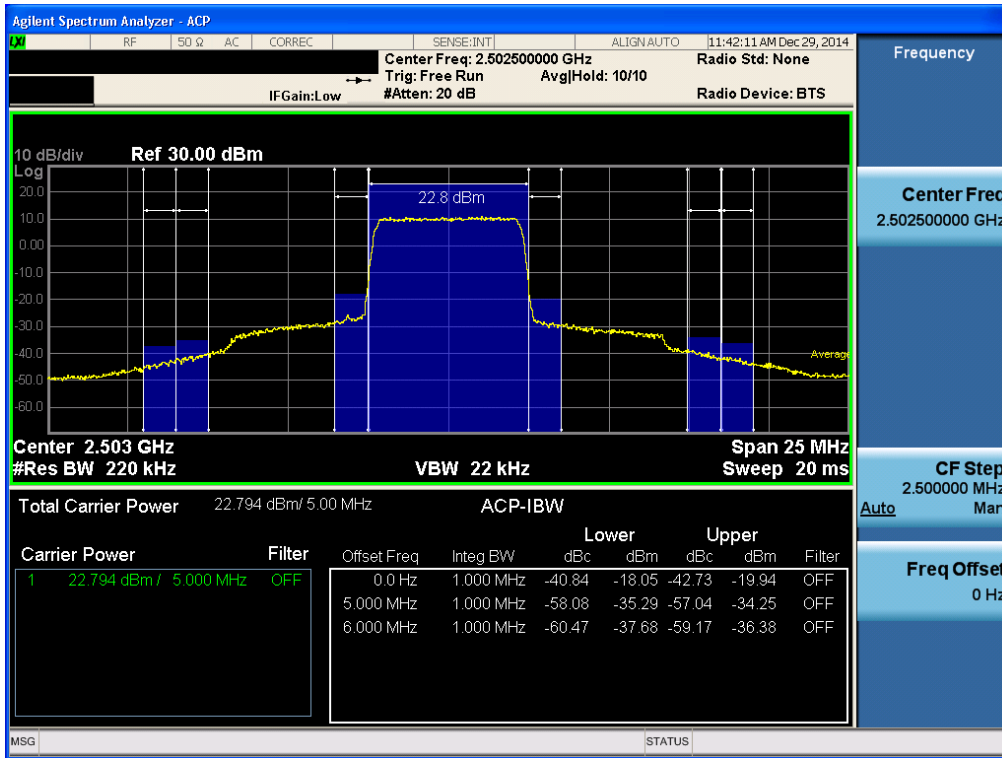 Agilent Spectrum Analyzer - ACP
LXI RF 50 Ω AC CORREC SENSE:INT ALIGN AUTO 11:42:11 AM Dec 29, 2014
Center Freq: 2.502500000 GHz Radio Std: None
Trig: Free Run Avg|Hold: 10/10
IFGain:Low #Atten: 20 dB Radio Device: BTS
10 dB/div Ref 30.00 dBm
Log
20.0
22.8 dBm
10.0
0.00
-10.0
-20.0
-30.0
-40.0
Average
-50.0
-60.0
Center 2.503 GHz Span 25 MHz
#Res BW 220 kHz VBW 22 kHz Sweep 20 ms
Total Carrier Power 22.794 dBm/ 5.00 MHz ACP-IBW
Lower Upper
Carrier Power Filter Offset Freq Integ BW dBc dBm dBc dBm Filter
1 22.794 dBm / 5.000 MHz OFF 0.0 Hz 1.000 MHz -40.84 -18.05 -42.73 -19.94 OFF
5.000 MHz 1.000 MHz -58.08 -35.29 -57.04 -34.25 OFF
6.000 MHz 1.000 MHz -60.47 -37.68 -59.17 -36.38 OFF
MSG STATUS
Frequency
Center Freq
2.502500000 GHz
CF Step
2.500000 MHz
Auto Man
Freq Offset
0 Hz